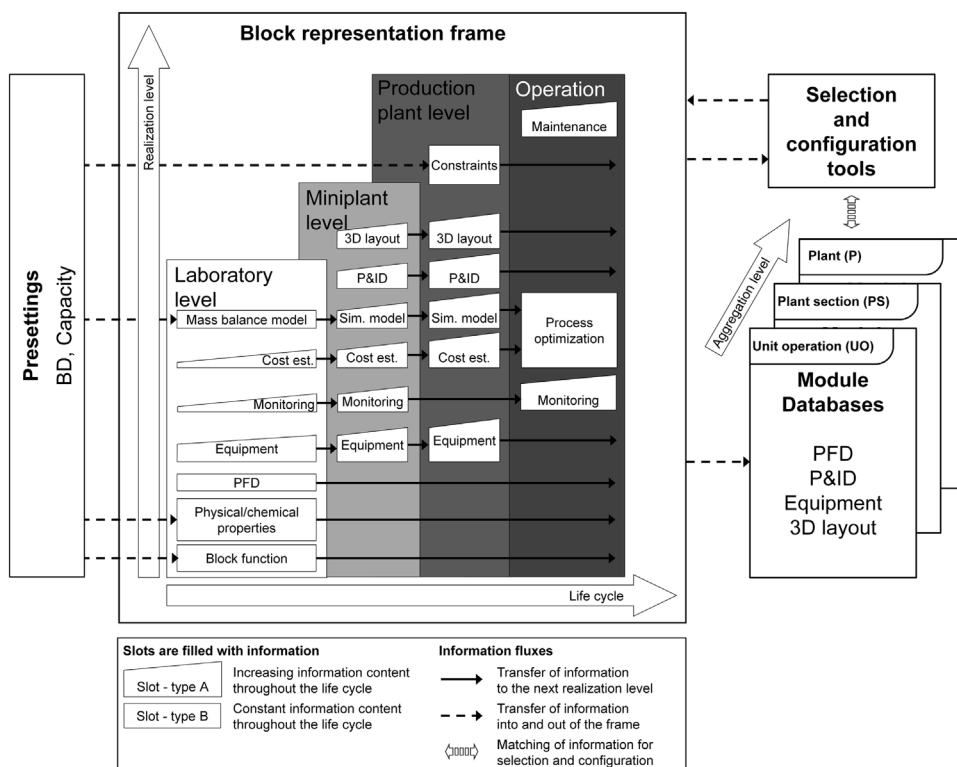 Block representation frame
Realization level
Presettings
BD, Capacity
Production
plant level
Operation
Maintenance
Constraints
Miniplant
level
3D layout
3D layout
P&ID
P&ID
Laboratory
level
Mass balance model
Sim. model
Sim. model
Process
optimization
Cost est.
Cost est.
Cost est.
Monitoring
Monitoring
Monitoring
Equipment
Equipment
Equipment
PFD
Physical/chemical
properties
Block function
Life cycle
Selection
and
configuration
tools
Aggregation level
Plant (P)
Plant section (PS)
Unit operation (UO)
Module
Databases
PFD
P&ID
Equipment
3D layout
Slots are filled with information
Slot - type A
Increasing information content
throughout the life cycle
Slot - type B
Constant information content
throughout the life cycle
Information fluxes
Transfer of information
to the next realization level
Transfer of information
into and out of the frame
Matching of information for
selection and configuration